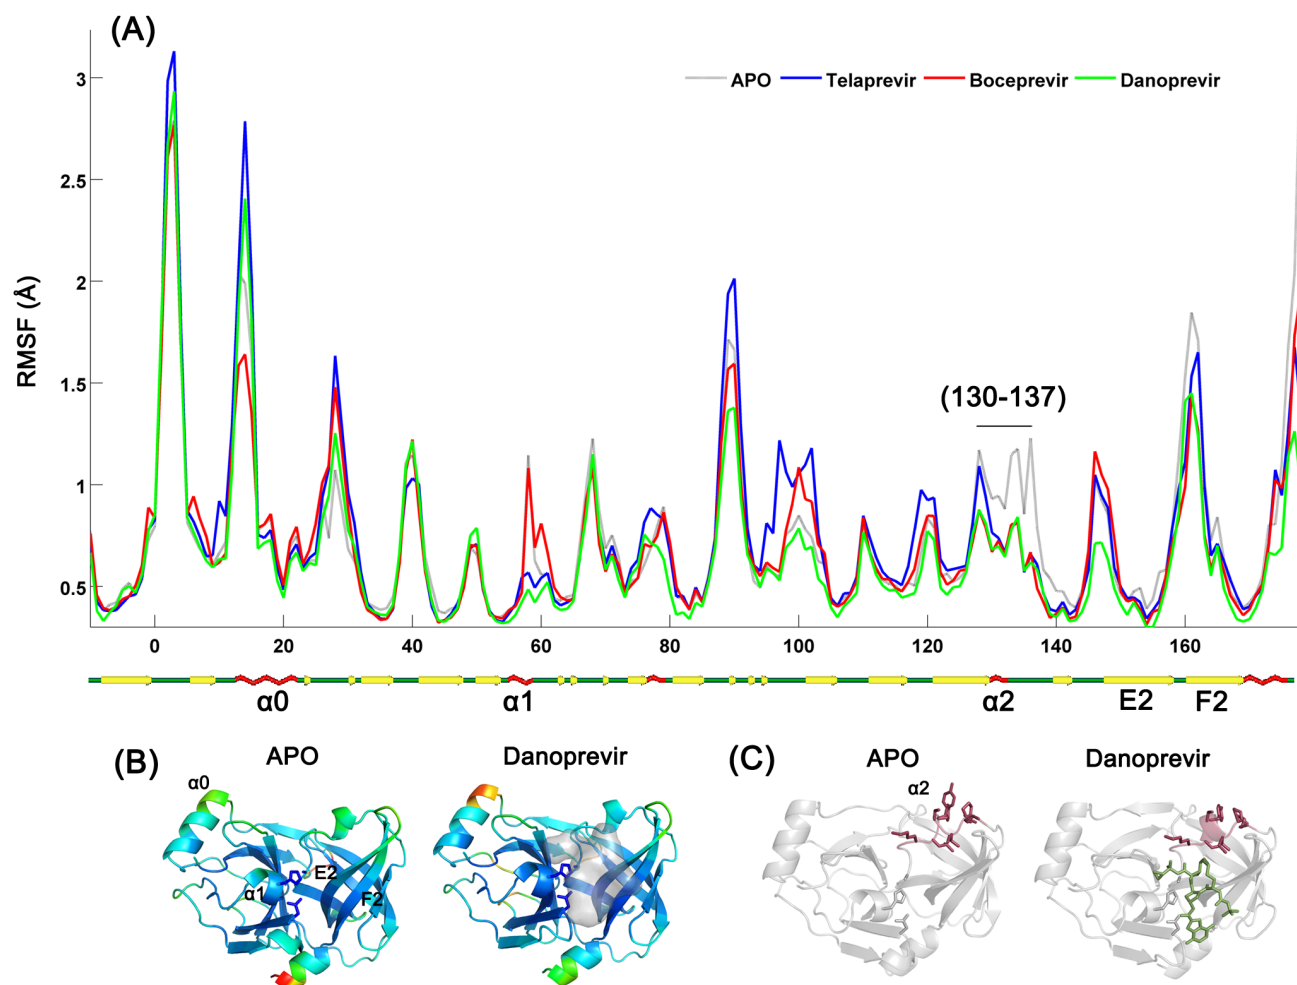 (A)
APO Telaprevir Boceprevir Danoprevir
RMSF (Å)
3
2.5
2
1.5
1
0.5
(130-137)
0 20 40 60 80 100 120 140 160
α0 α1 α2 E2 F2
(B) APO Danoprevir
α0
α1 E2 F2
(C) APO Danoprevir
α2